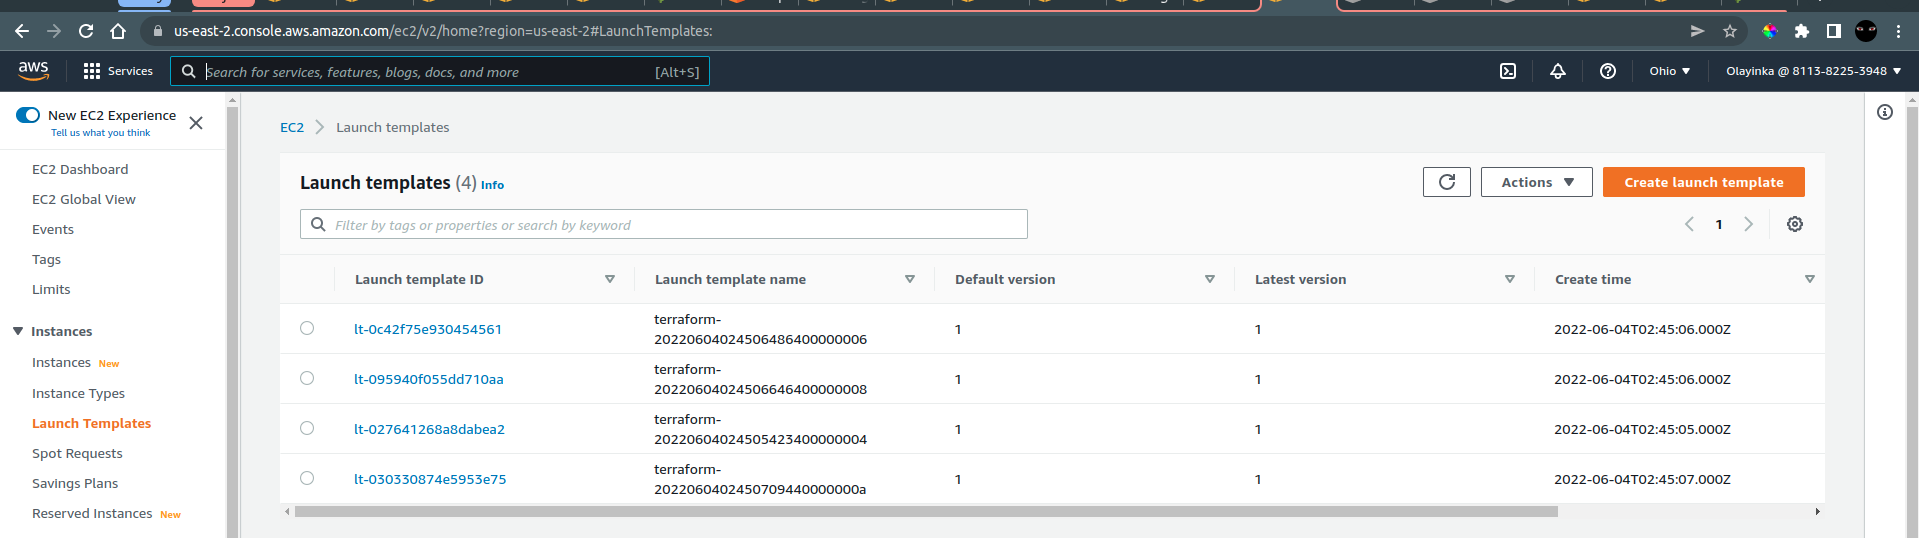 us-east-2.console.aws.amazon.com/ec2/v2/home?region=us-east-2#LaunchTemplates:
aws Services Search for services, features, blogs, docs, and more [Alt+S] Ohio Olayinka @ 8113-8225-3948
New EC2 Experience
Tell us what you think
EC2 Dashboard
EC2 Global View
Events
Tags
Limits
Instances
Instances New
Instance Types
Launch Templates
Spot Requests
Savings Plans
Reserved Instances New
EC2 Launch templates
Launch templates (4) Info
Actions
Create launch template
Filter by tags or properties or search by keyword
1
Launch template ID Launch template name Default version Latest version Create time
lt-0c42f75e930454561 terraform-20220604024506486400000006 1 1 2022-06-04T02:45:06.000Z
lt-095940f055dd710aa terraform-20220604024506646400000008 1 1 2022-06-04T02:45:06.000Z
lt-027641268a8dabea2 terraform-20220604024505423400000004 1 1 2022-06-04T02:45:05.000Z
lt-030330874e5953e75 terraform-2022060402450709440000000a 1 1 2022-06-04T02:45:07.000Z